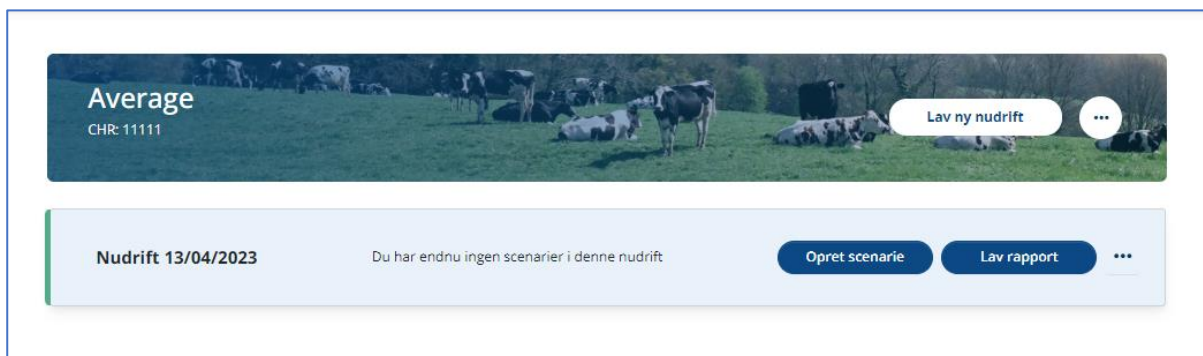 Average
CHR: 11111
Lav ny nudrift
Nudrift 13/04/2023
Du har endnu ingen scenarier i denne nudrift
Opret scenarie
Lav rapport